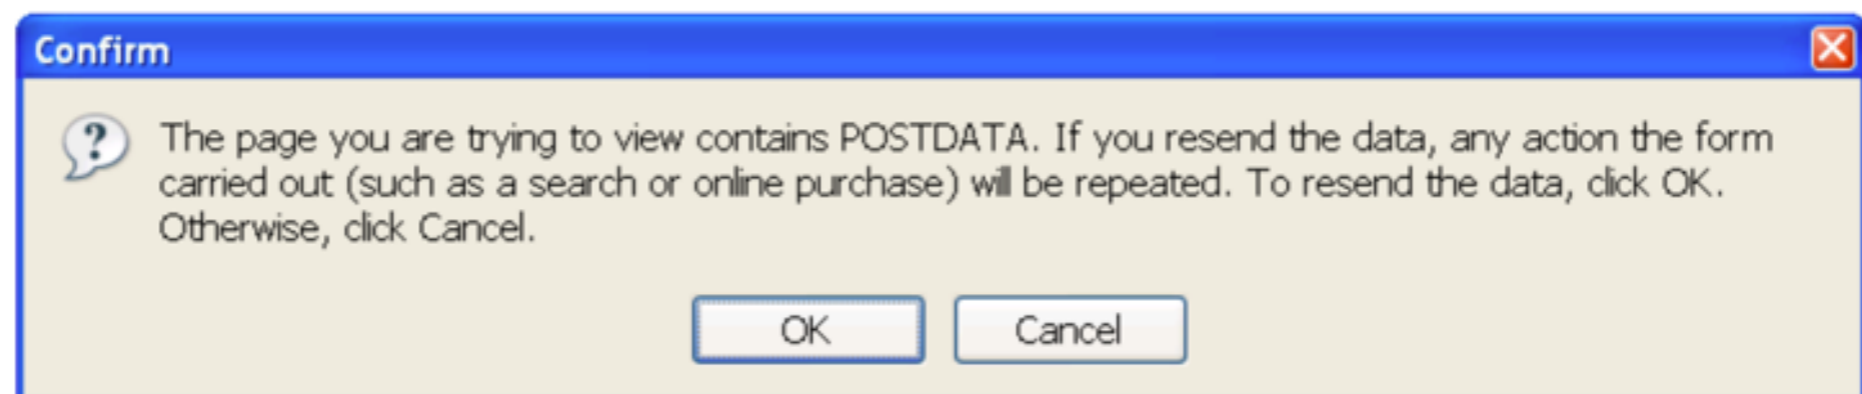 Confirm
The page you are trying to view contains POSTDATA. If you resend the data, any action the form
carried out (such as a search or online purchase) will be repeated. To resend the data, click OK.
Otherwise, click Cancel.
OK Cancel